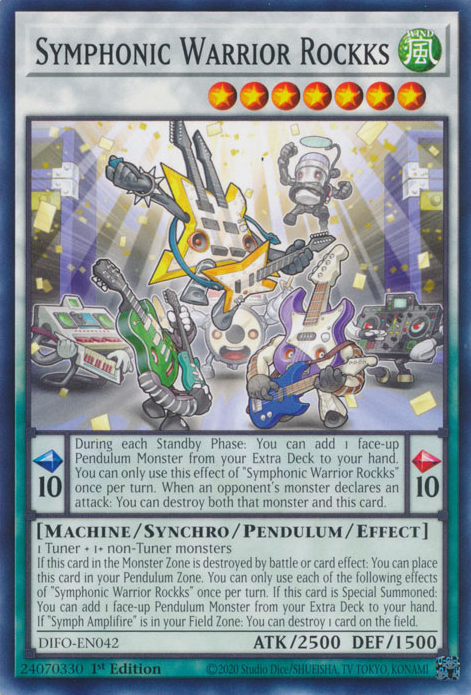 SYMPHONIC WARRIOR ROCKKS
WIND
風
During each Standby Phase: You can add 1 face-up
Pendulum Monster from your Extra Deck to your hand.
You can only use this effect of "Symphonic Warrior Rockks"
once per turn. When an opponent's monster declares an
attack: You can destroy both that monster and this card.
10
10
[MACHINE/SYNCHRO/PENDULUM/EFFECT]
1 Tuner + 1+ non-Tuner monsters
If this card in the Monster Zone is destroyed by battle or card effect: You can place
this card in your Pendulum Zone. You can only use each of the following effects
of "Symphonic Warrior Rockks" once per turn. If this card is Special Summoned:
You can add 1 face-up Pendulum Monster from your Extra Deck to your hand.
If "Symph Amplifire" is in your Field Zone: You can destroy 1 card on the field.
DIFO-EN042
ATK/2500 DEF/1500
24070330 1st Edition
©2020 Studio Dice/SHUEISHA, TV TOKYO, KONAMI